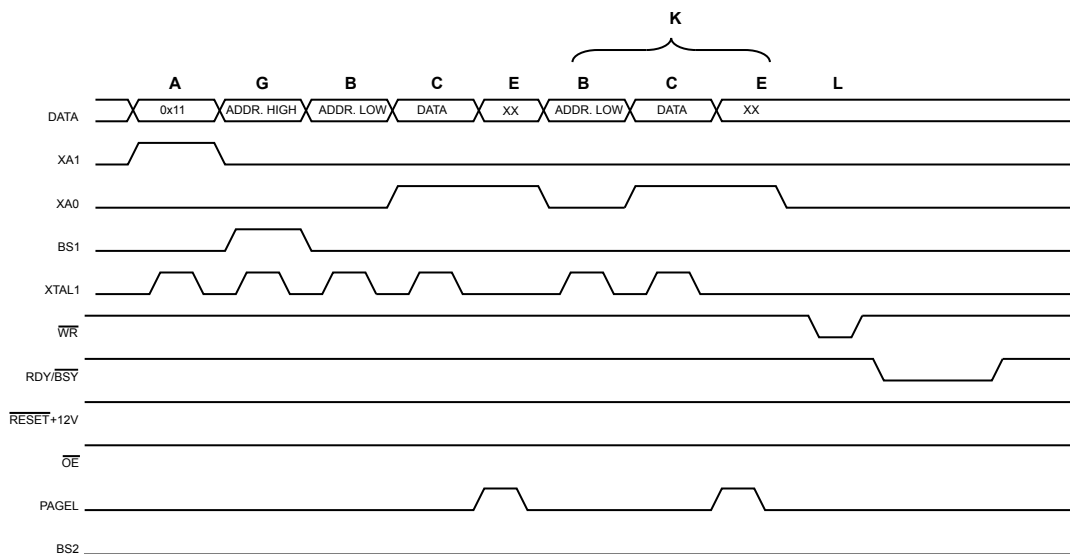 K
A G B C E B C E L
DATA 0x11 ADDR. HIGH ADDR. LOW DATA XX ADDR. LOW DATA XX
XA1
XA0
BS1
XTAL1
WR
RDY/BSY
RESET+12V
OE
PAGEL
BS2